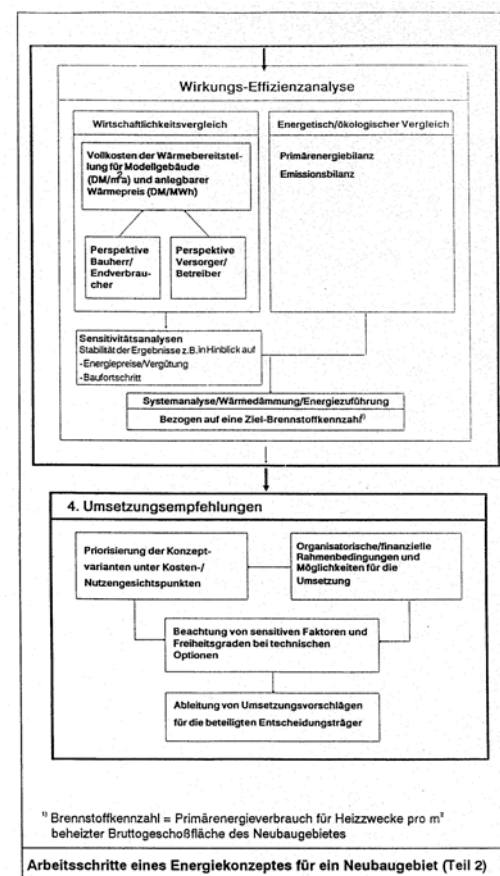 Wirkungs-Effizienzanalyse
Wirtschaftlichkeitsvergleich
Vollkosten der Wärmebereitstel-
lung für Modellgebäude
(DM/m²a) und anlegbarer
Wärmepreis (DM/MWh)
Perspektive
Bauherr/
Endverbrau-
cher
Perspektive
Versorger/
Betreiber
Energetisch/ökologischer Vergleich
Primärenergiebilanz
Emissionsbilanz
Sensitivitätsanalysen
Stabilität der Ergebnisse z.B. in Hinblick auf
-Energiepreise/Vergütung
-Baufortschritt
Systemanalyse/Wärmedämmung/Energiezuführung
Bezogen auf eine Ziel-Brennstoffkennzahl¹⁾
4. Umsetzungsempfehlungen
Priorisierung der Konzept-
varianten unter Kosten-/
Nutzengesichtspunkten
Organisatorische/finanzielle
Rahmenbedingungen und
Möglichkeiten für die
Umsetzung
Beachtung von sensitiven Faktoren und
Freiheitsgraden bei technischen
Optionen
Ableitung von Umsetzungsvorschlägen
für die beteiligten Entscheidungsträger
¹⁾ Brennstoffkennzahl = Primärenergieverbrauch für Heizzwecke pro m²
beheizter Bruttogeschoßfläche des Neubaugebietes
Arbeitsschritte eines Energiekonzeptes für ein Neubaugebiet (Teil 2)